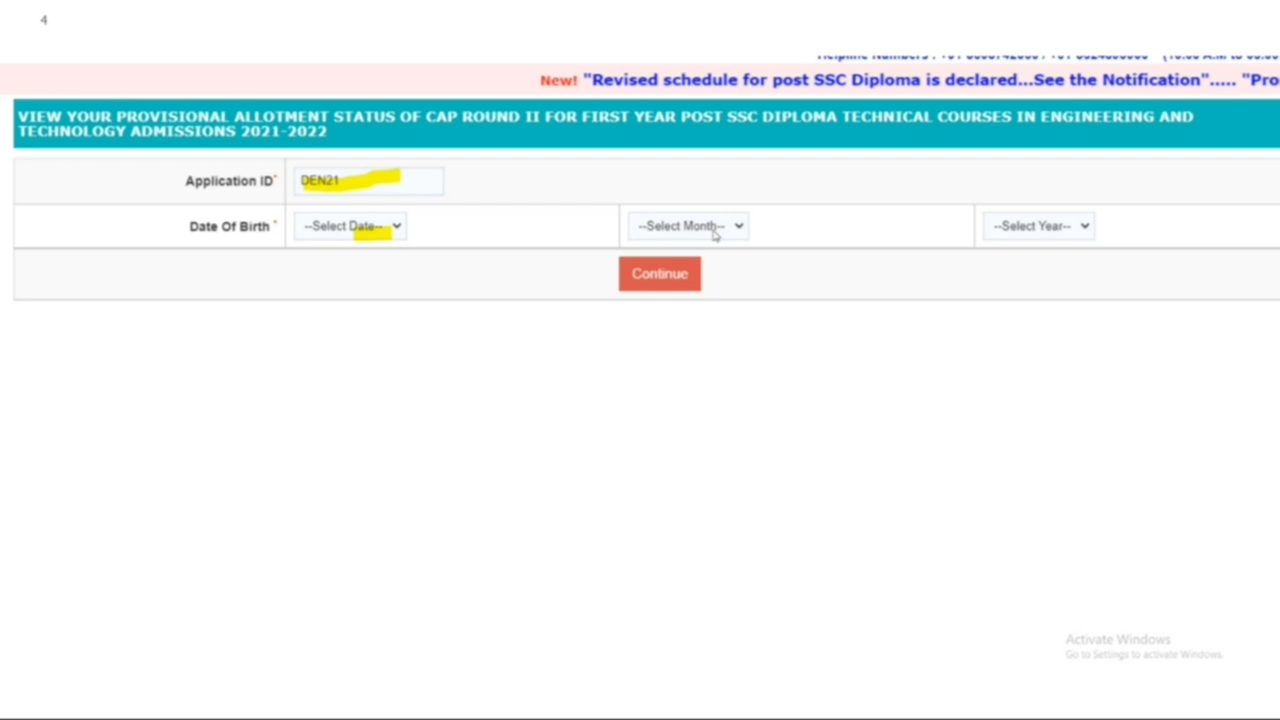 4
New! "Revised schedule for post SSC Diploma is declared...See the Notification"..... "Pro
VIEW YOUR PROVISIONAL ALLOTMENT STATUS OF CAP ROUND II FOR FIRST YEAR POST SSC DIPLOMA TECHNICAL COURSES IN ENGINEERING AND
TECHNOLOGY ADMISSIONS 2021-2022
Application ID* DEN21
Date Of Birth * --Select Date-- --Select Month-- --Select Year--
Continue
Activate Windows
Go to Settings to activate Windows.